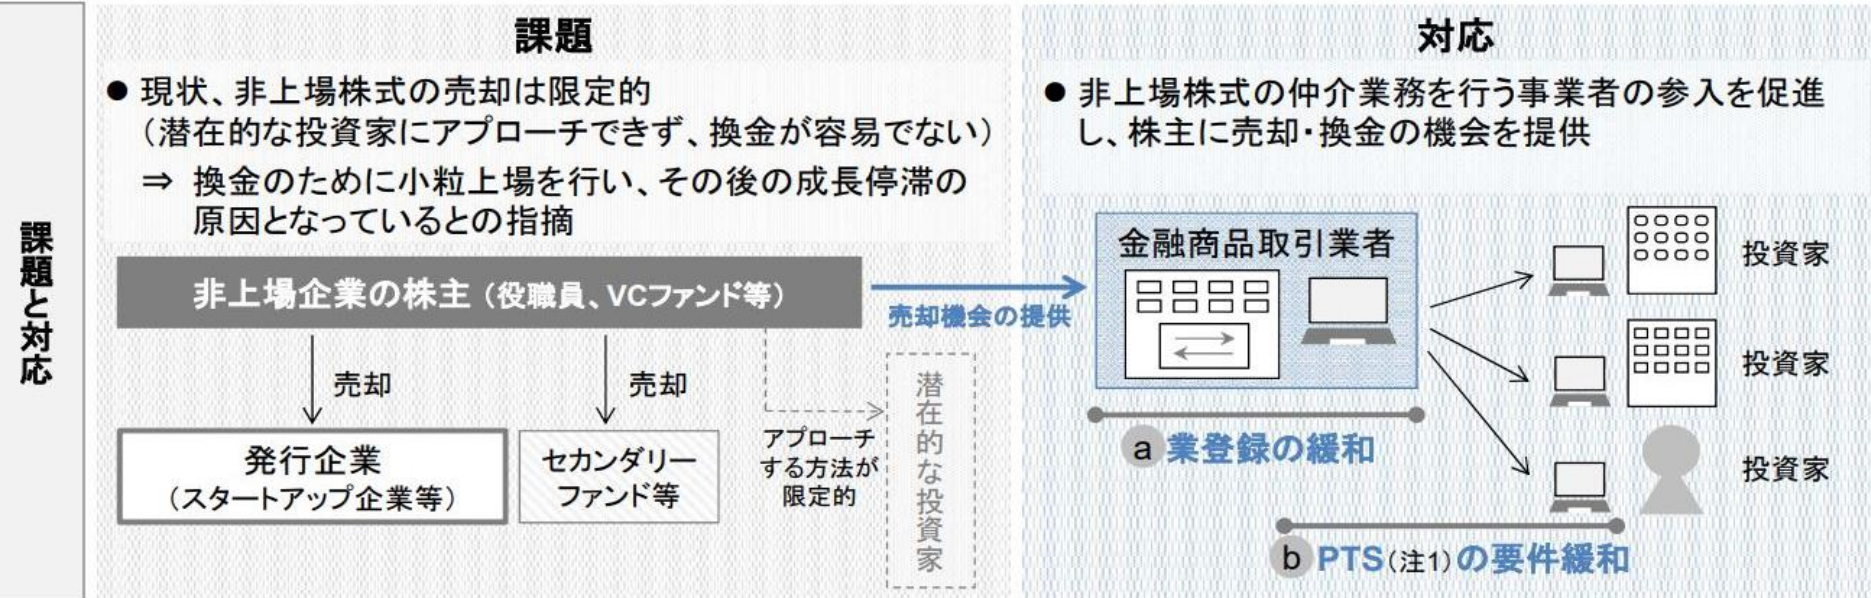 課題と対応
課題
● 現状、非上場株式の売却は限定的
（潜在的な投資家にアプローチできず、換金が容易でない）
⇒ 換金のために小粒上場を行い、その後の成長停滞の
原因となっているとの指摘
非上場企業の株主（役職員、VCファンド等）
売却
売却
発行企業
（スタートアップ企業等）
セカンダリー
ファンド等
アプローチ
する方法が
限定的
潜在的な投資家
売却機会の提供
対応
● 非上場株式の仲介業務を行う事業者の参入を促進
し、株主に売却・換金の機会を提供
金融商品取引業者
投資家
投資家
投資家
a 業登録の緩和
b PTS（注1）の要件緩和